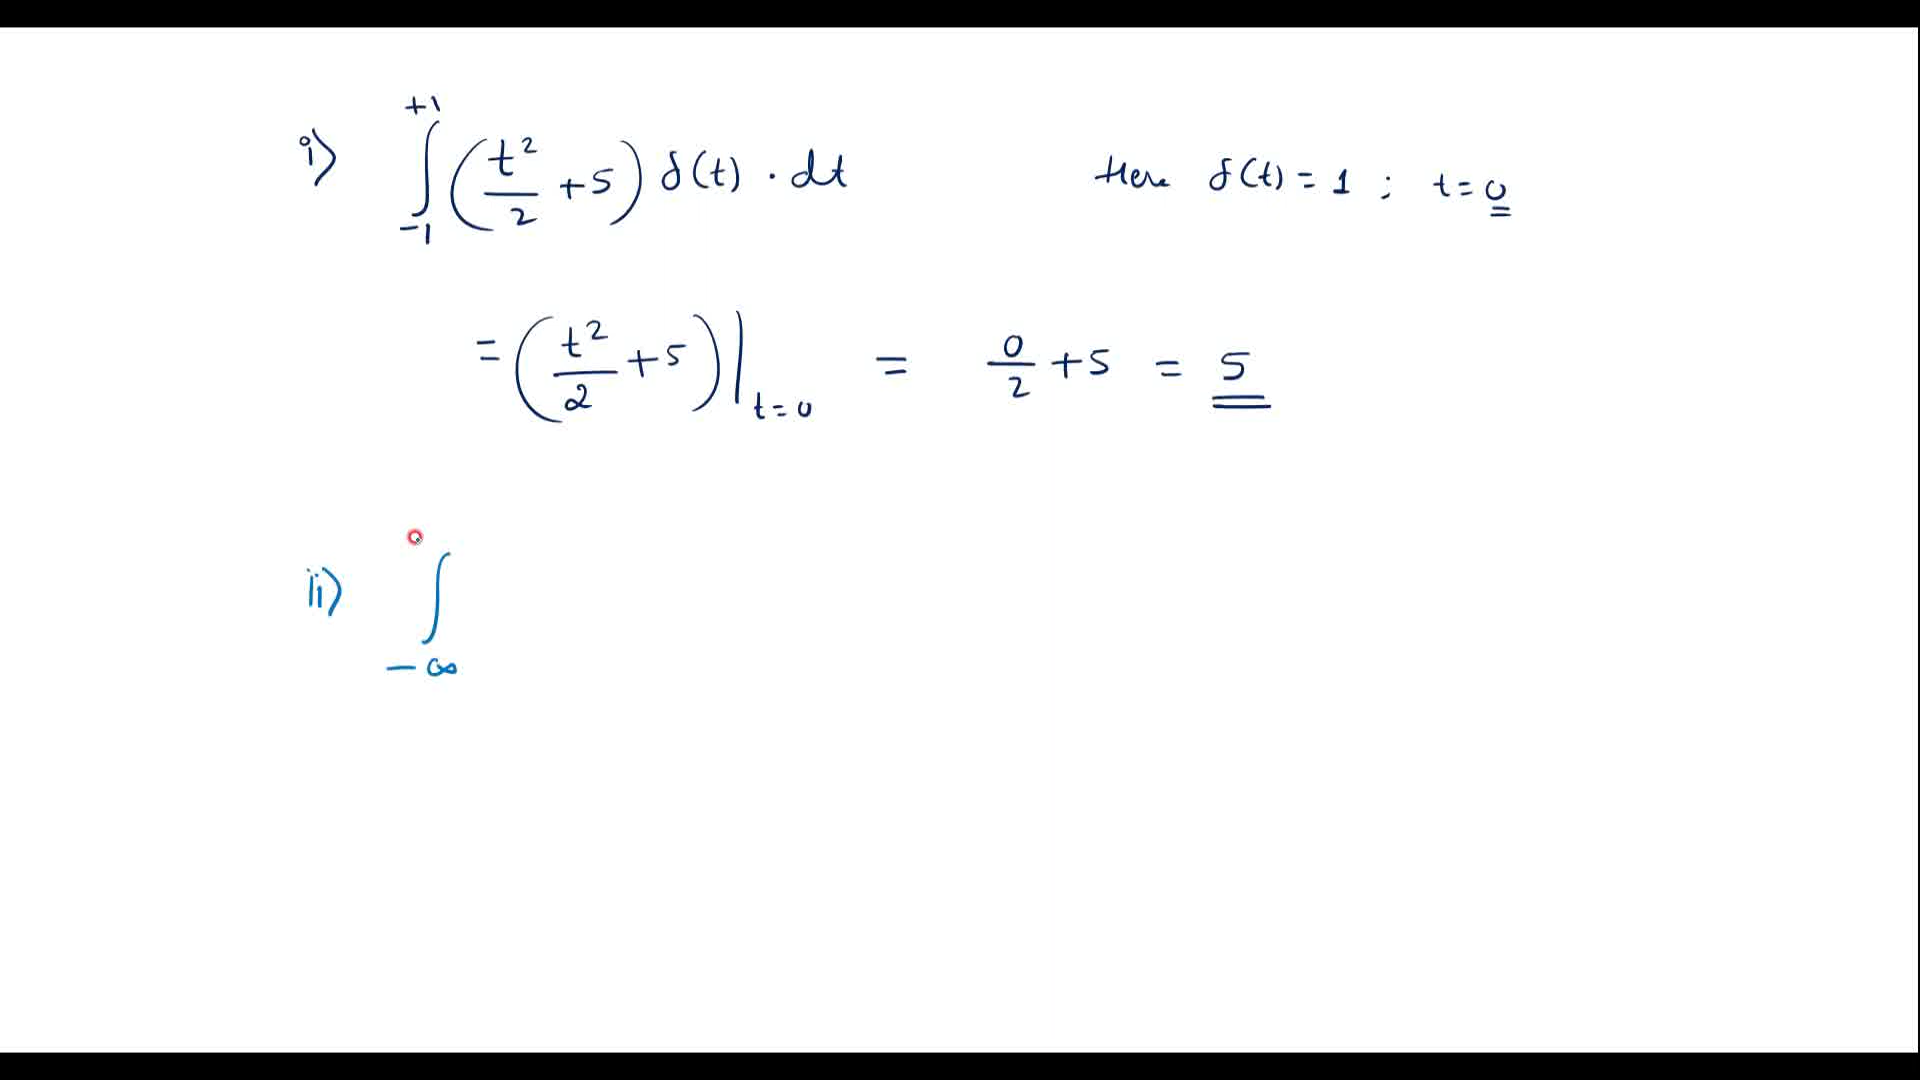 i) ∫_{-1}^{+1} (t²/2 + 5) δ(t) · dt Here δ(t) = 1 ; t = 0
= (t²/2 + 5)|_{t=0} = 0/2 + 5 = 5
ii) ∫_{-∞}